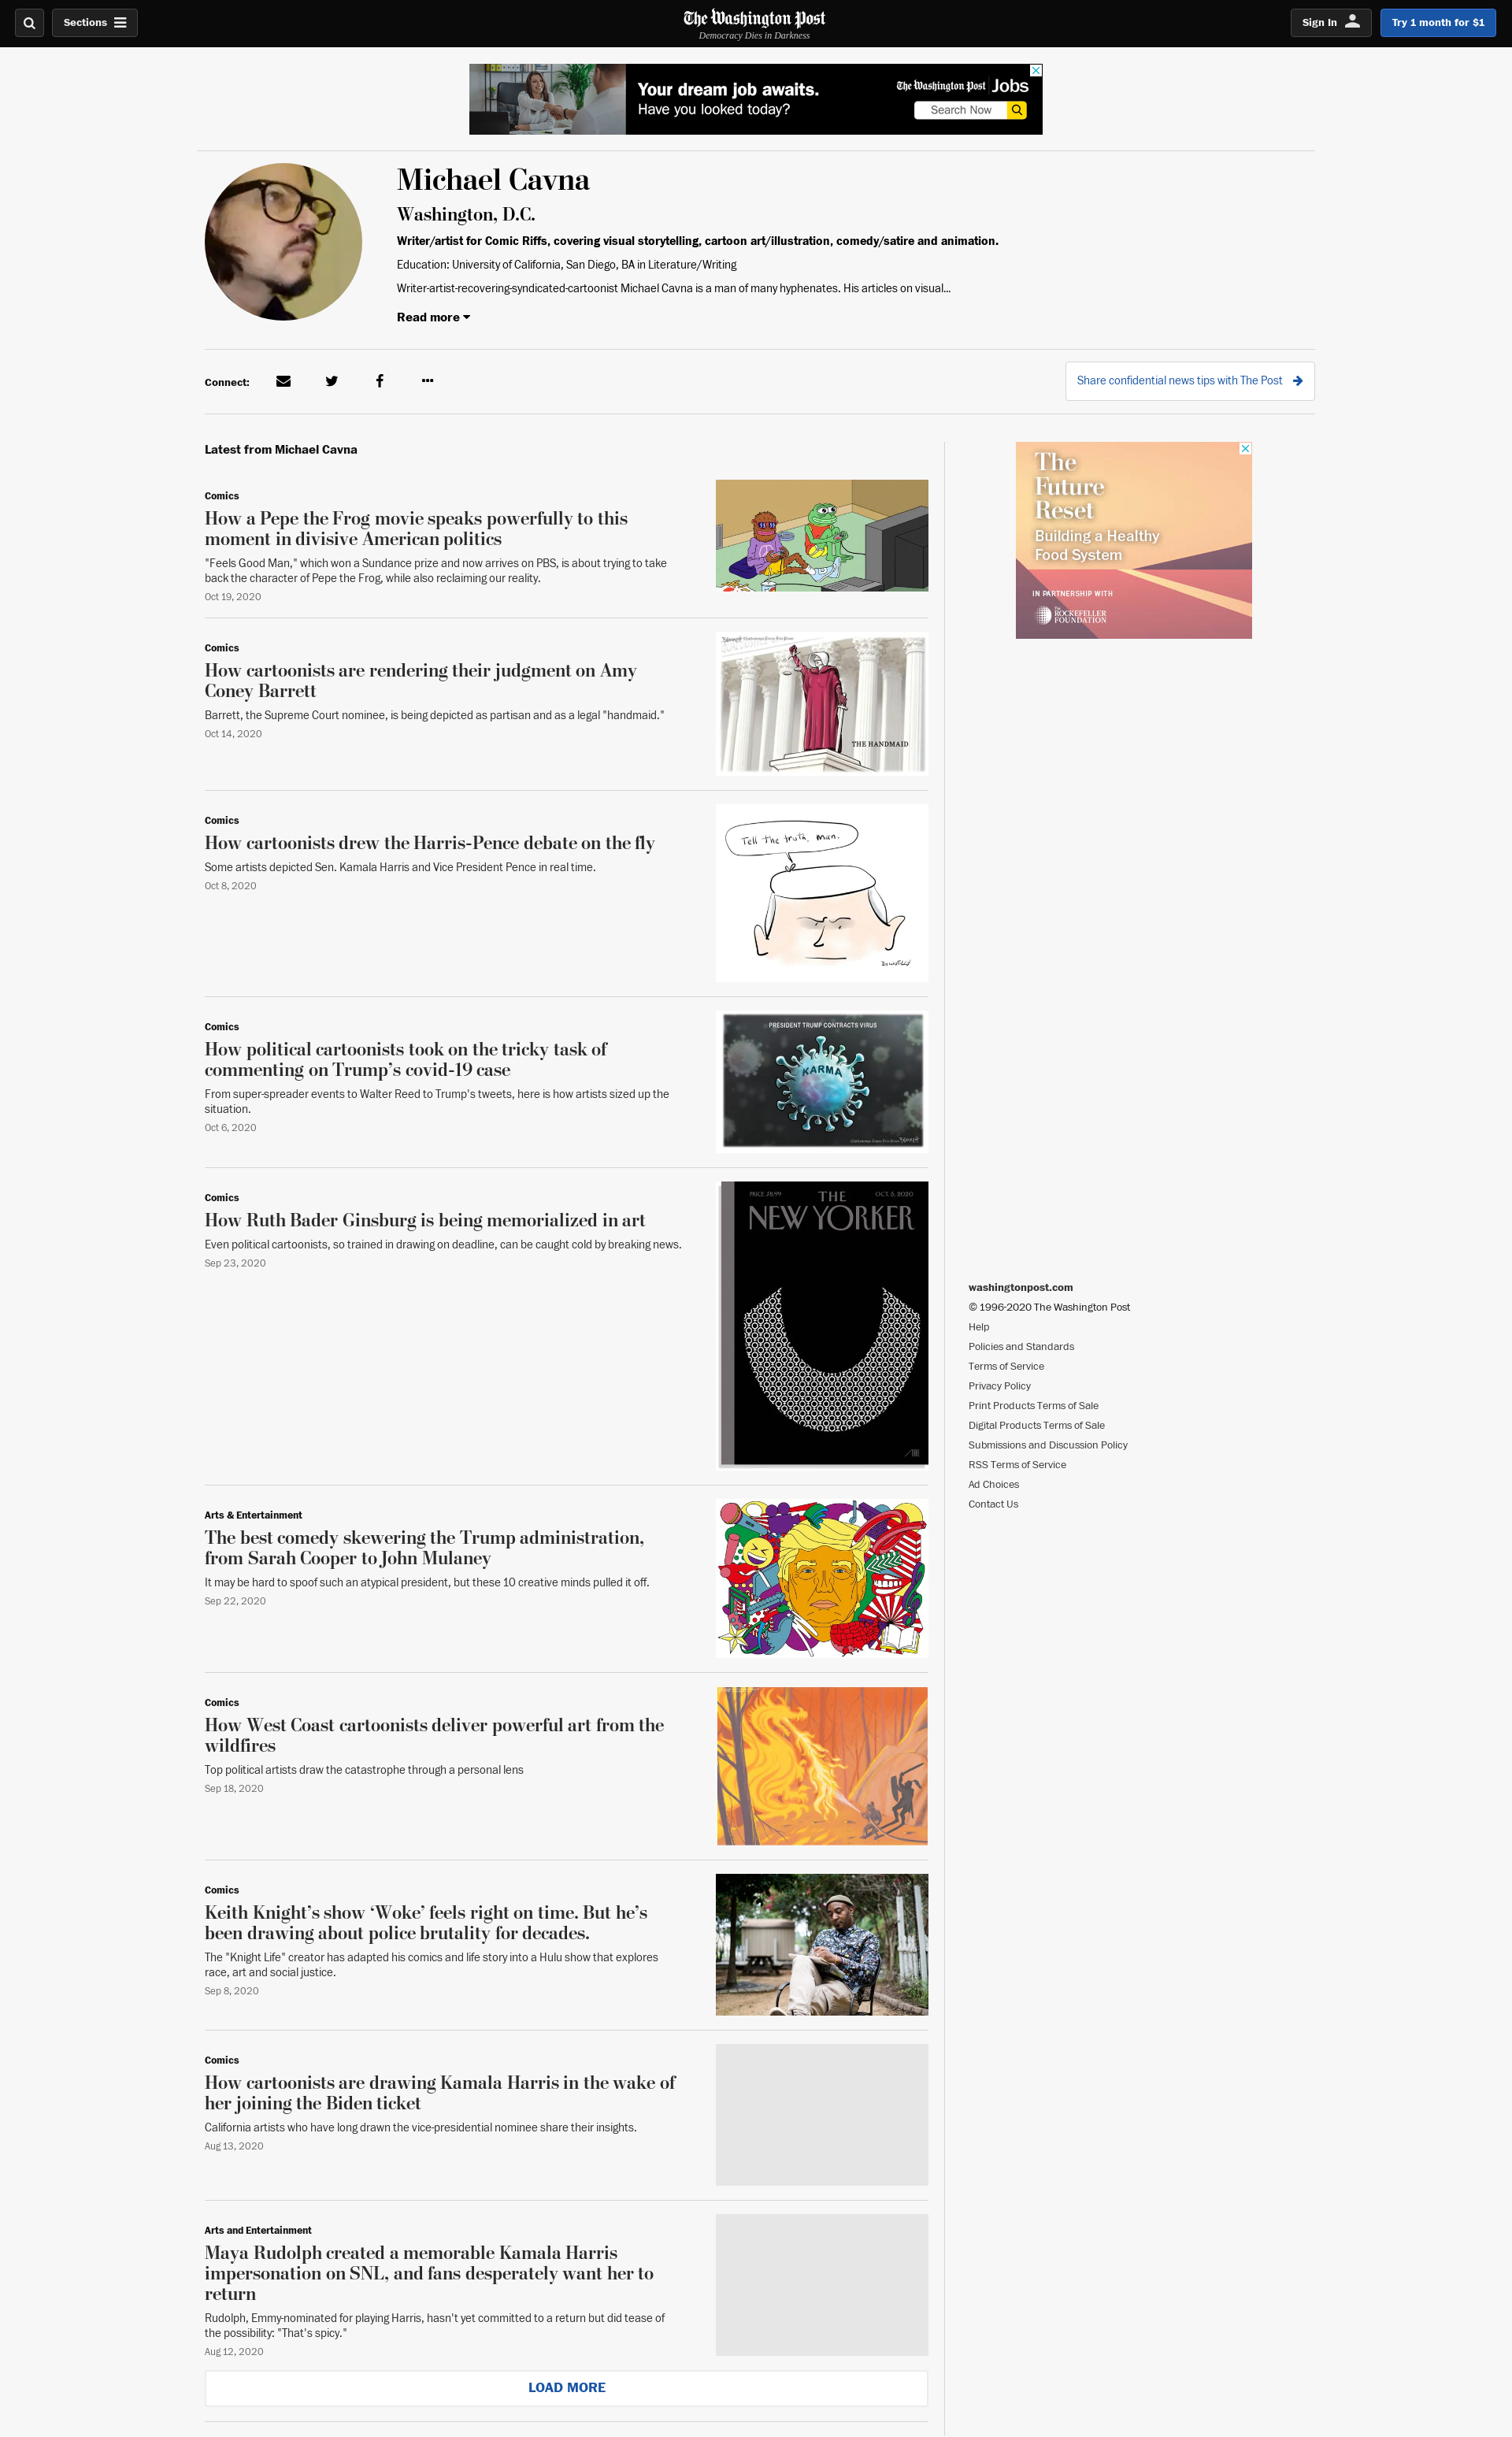 Sections
The Washington Post
Democracy Dies in Darkness
Sign In
Try 1 month for $1
Your dream job awaits.
Have you looked today?
The Washington Post Jobs
Search Now
Michael Cavna
Washington, D.C.
Writer/artist for Comic Riffs, covering visual storytelling, cartoon art/illustration, comedy/satire and animation.
Education: University of California, San Diego, BA in Literature/Writing
Writer-artist-recovering-syndicated-cartoonist Michael Cavna is a man of many hyphenates. His articles on visual...
Read more
Connect:
Share confidential news tips with The Post
Latest from Michael Cavna
Comics
How a Pepe the Frog movie speaks powerfully to this
moment in divisive American politics
"Feels Good Man," which won a Sundance prize and now arrives on PBS, is about trying to take
back the character of Pepe the Frog, while also reclaiming our reality.
Oct 19, 2020
The
Future
Reset
Building a Healthy
Food System
IN PARTNERSHIP WITH
The
ROCKEFELLER
FOUNDATION
Comics
How cartoonists are rendering their judgment on Amy
Coney Barrett
Barrett, the Supreme Court nominee, is being depicted as partisan and as a legal "handmaid."
Oct 14, 2020
THE HANDMAID
Comics
How cartoonists drew the Harris-Pence debate on the fly
Some artists depicted Sen. Kamala Harris and Vice President Pence in real time.
Oct 8, 2020
Tell the truth, man.
Comics
How political cartoonists took on the tricky task of
commenting on Trump's covid-19 case
From super-spreader events to Walter Reed to Trump's tweets, here is how artists sized up the
situation.
Oct 6, 2020
PRESIDENT TRUMP CONTRACTS VIRUS
KARMA
Comics
How Ruth Bader Ginsburg is being memorialized in art
Even political cartoonists, so trained in drawing on deadline, can be caught cold by breaking news.
Sep 23, 2020
PRICE $8.99
THE
OCT. 5, 2020
NEW YORKER
washingtonpost.com
© 1996-2020 The Washington Post
Help
Policies and Standards
Terms of Service
Privacy Policy
Print Products Terms of Sale
Digital Products Terms of Sale
Submissions and Discussion Policy
RSS Terms of Service
Ad Choices
Contact Us
Arts & Entertainment
The best comedy skewering the Trump administration,
from Sarah Cooper to John Mulaney
It may be hard to spoof such an atypical president, but these 10 creative minds pulled it off.
Sep 22, 2020
Comics
How West Coast cartoonists deliver powerful art from the
wildfires
Top political artists draw the catastrophe through a personal lens
Sep 18, 2020
Comics
Keith Knight's show ‘Woke’ feels right on time. But he's
been drawing about police brutality for decades.
The "Knight Life" creator has adapted his comics and life story into a Hulu show that explores
race, art and social justice.
Sep 8, 2020
Comics
How cartoonists are drawing Kamala Harris in the wake of
her joining the Biden ticket
California artists who have long drawn the vice-presidential nominee share their insights.
Aug 13, 2020
Arts and Entertainment
Maya Rudolph created a memorable Kamala Harris
impersonation on SNL, and fans desperately want her to
return
Rudolph, Emmy-nominated for playing Harris, hasn't yet committed to a return but did tease of
the possibility: "That's spicy."
Aug 12, 2020
LOAD MORE